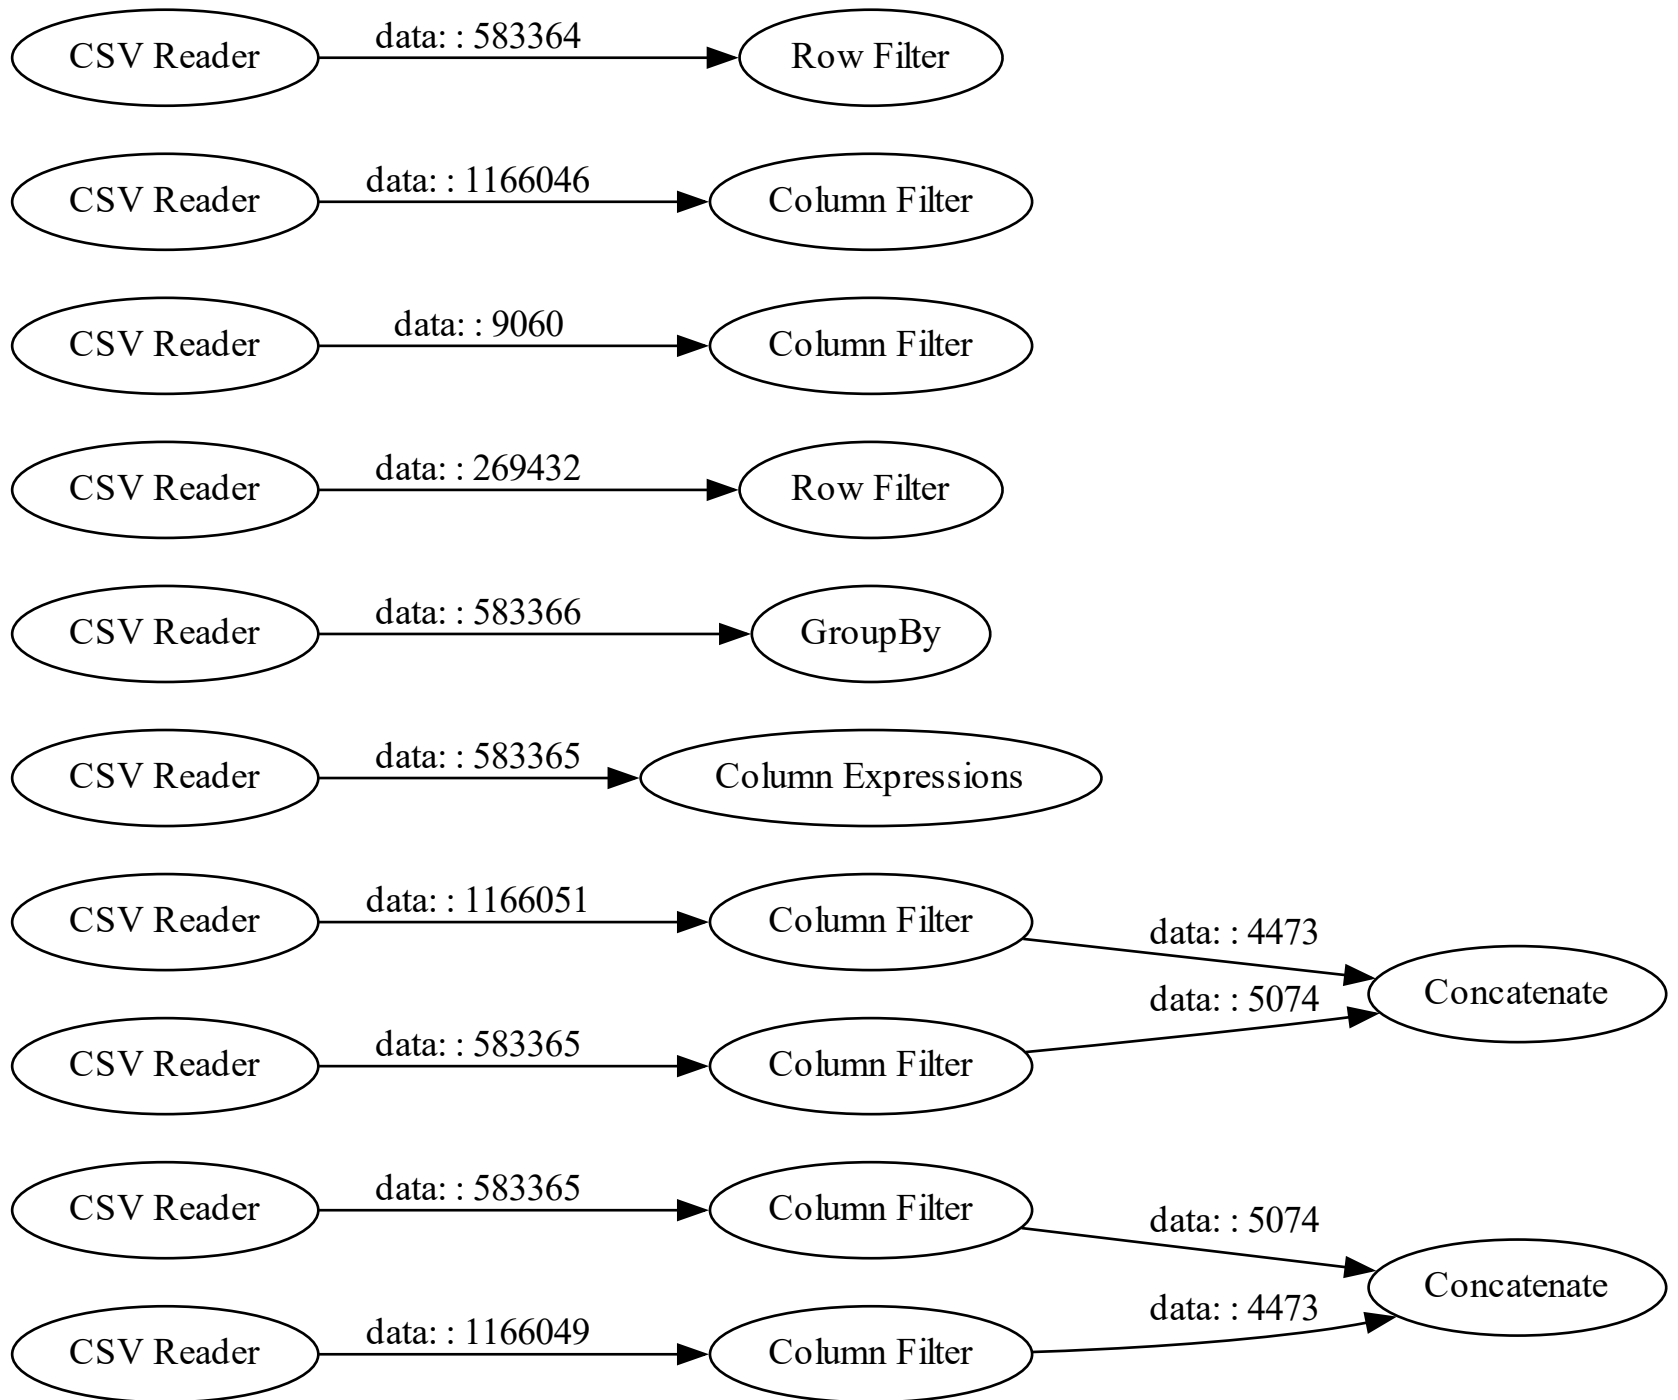 CSV Reader
data: : 583364
Row Filter
CSV Reader
data: : 1166046
Column Filter
CSV Reader
data: : 9060
Column Filter
CSV Reader
data: : 269432
Row Filter
CSV Reader
data: : 583366
GroupBy
CSV Reader
data: : 583365
Column Expressions
CSV Reader
data: : 1166051
Column Filter
data: : 4473
CSV Reader
data: : 583365
Column Filter
data: : 5074
Concatenate
CSV Reader
data: : 583365
Column Filter
data: : 5074
CSV Reader
data: : 1166049
Column Filter
data: : 4473
Concatenate